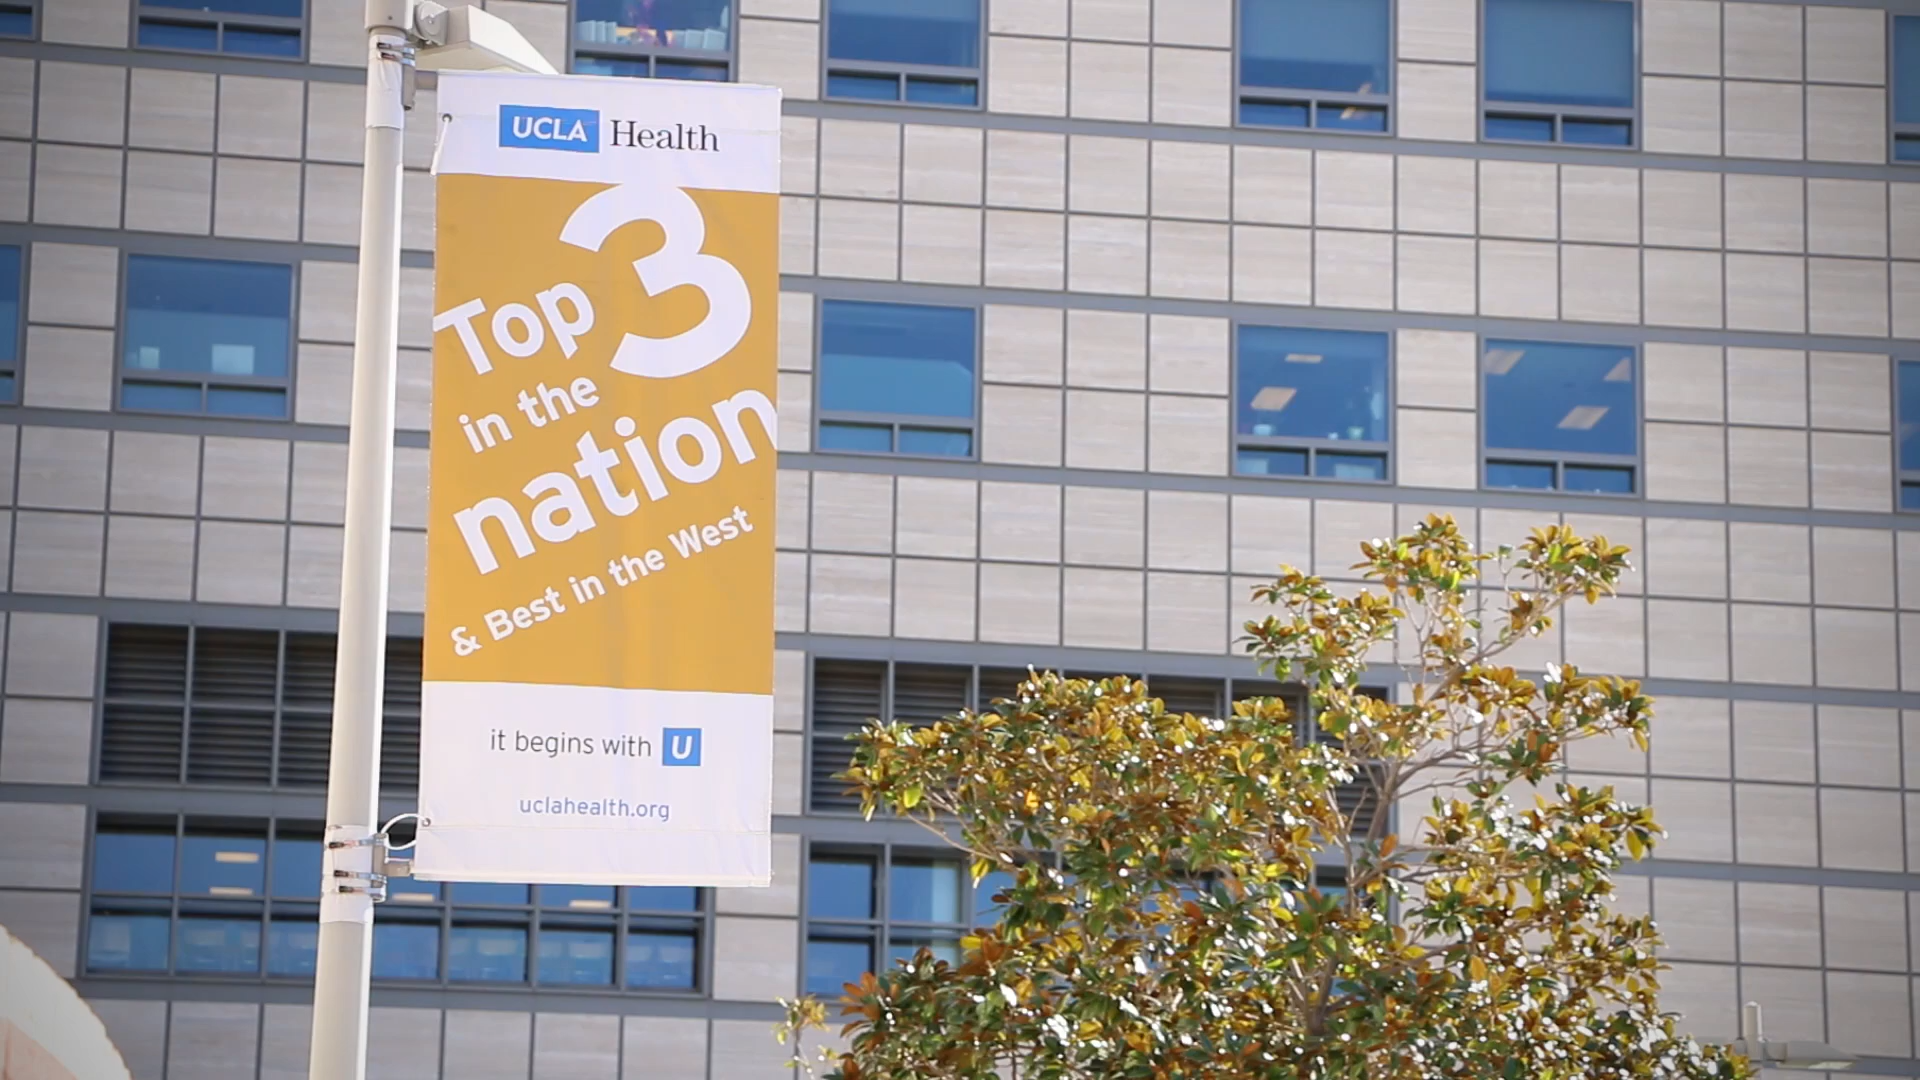 UCLA Health
Top 3
in the
nation
& Best in the West
it begins with U
uclahealth.org